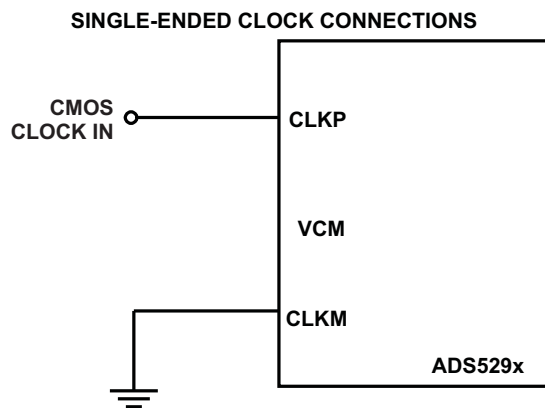 SINGLE-ENDED CLOCK CONNECTIONS
CMOS
CLOCK IN
CLKP
VCM
CLKM
ADS529x